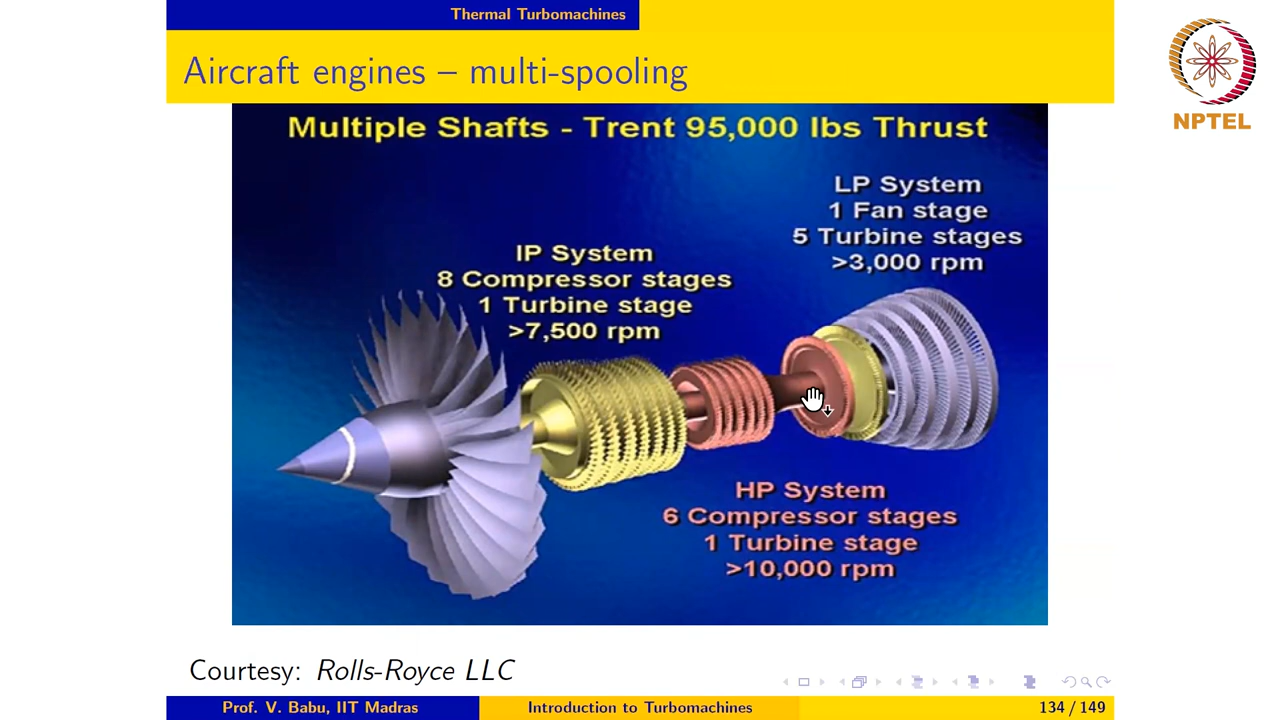 Thermal Turbomachines
Aircraft engines – multi-spooling
NPTEL
Multiple Shafts - Trent 95,000 lbs Thrust
LP System
1 Fan stage
5 Turbine stages
>3,000 rpm
IP System
8 Compressor stages
1 Turbine stage
>7,500 rpm
HP System
6 Compressor stages
1 Turbine stage
>10,000 rpm
Courtesy: Rolls-Royce LLC
Prof. V. Babu, IIT Madras
Introduction to Turbomachines
134 / 149